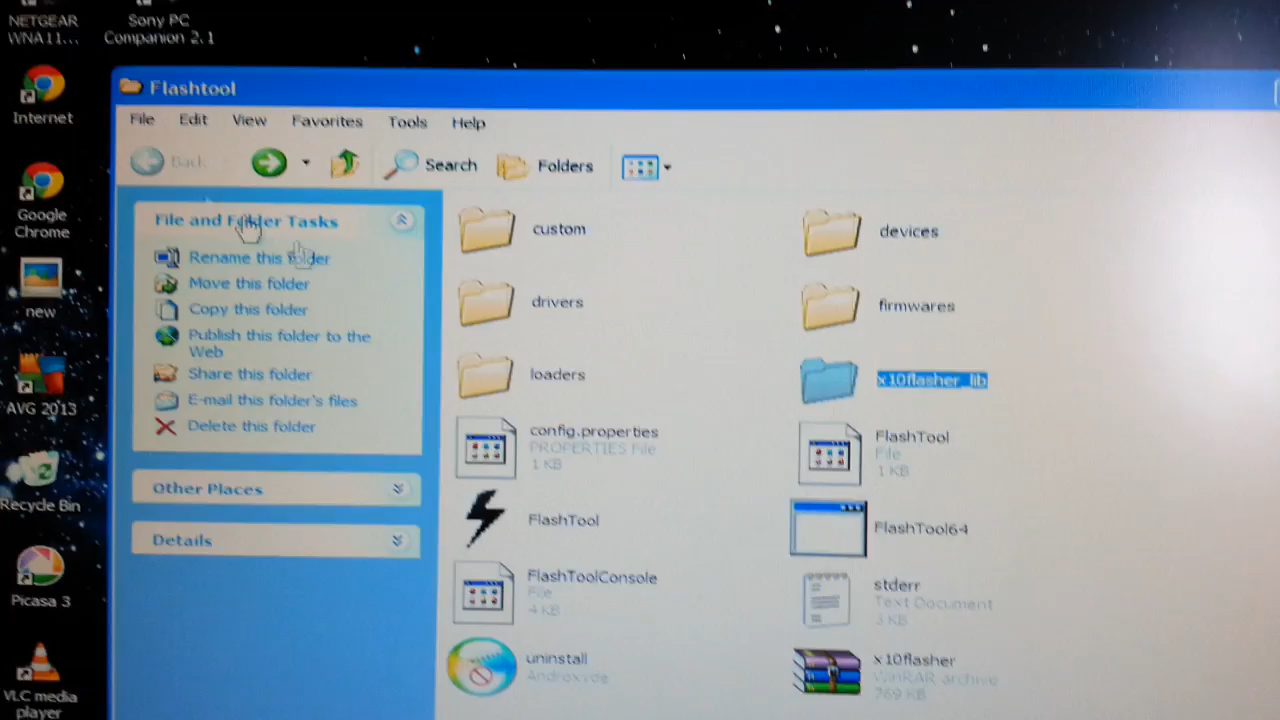 NETGEAR
WNA11...
Sony PC
Companion 2.1
Internet
Google
Chrome
new
AVG 2013
Recycle Bin
Picasa 3
VLC media
player
Flashtool
File Edit View Favorites Tools Help
Back Search Folders
File and Folder Tasks
Rename this folder
Move this folder
Copy this folder
Publish this folder to the
Web
Share this folder
E-mail this folder's files
Delete this folder
Other Places
Details
custom
devices
drivers
firmwares
loaders
x10flasher_lib
config.properties
PROPERTIES File
1 KB
FlashTool
File
1 KB
FlashTool
FlashTool64
FlashToolConsole
File
4 KB
stderr
Text Document
3 KB
uninstall
Androxyde
x10flasher
WinRAR archive
769 KB